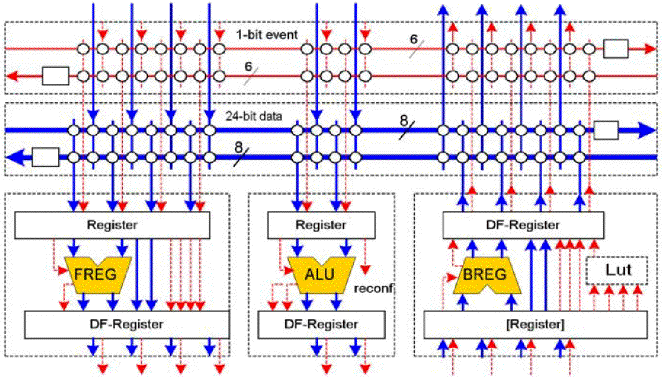 1-bit event
6
6
24-bit data
8
8
Register
Register
DF-Register
FREG
ALU
BREG
Lut
reconf
DF-Register
DF-Register
[Register]